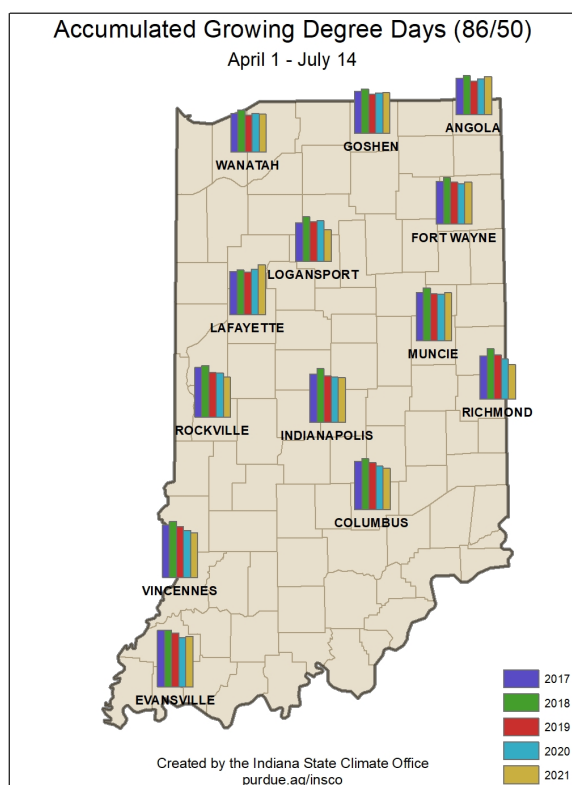 Accumulated Growing Degree Days (86/50)
April 1 - July 14
ANGOLA
GOSHEN
WANATAH
FORT WAYNE
LOGANSPORT
LAFAYETTE
MUNCIE
RICHMOND
ROCKVILLE
INDIANAPOLIS
COLUMBUS
VINCENNES
EVANSVILLE
2017
2018
2019
2020
2021
Created by the Indiana State Climate Office
purdue.ag/insco